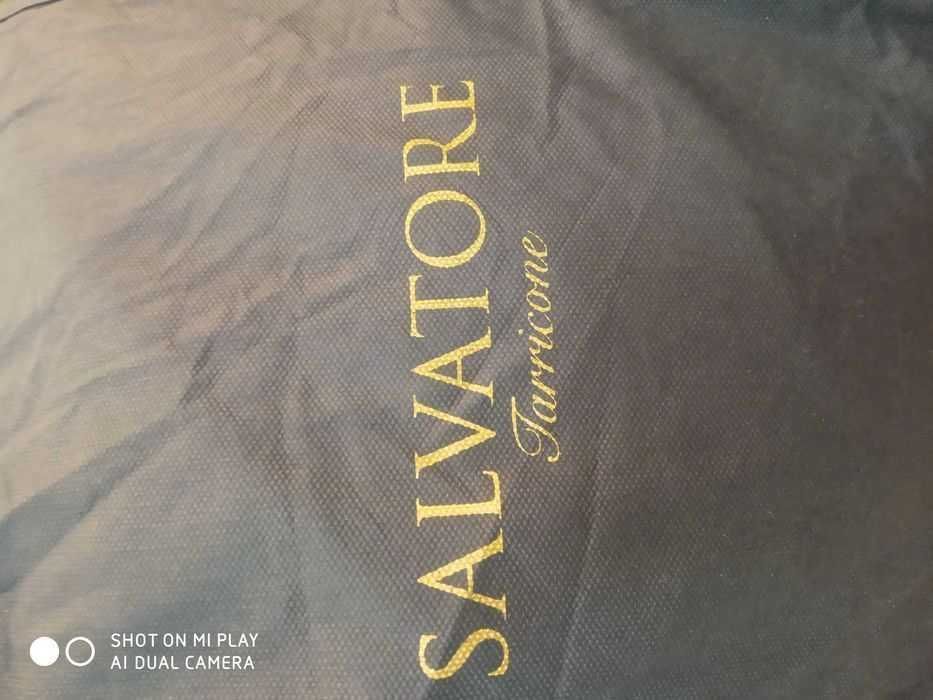 SALVATORE
Tarricone
SHOT ON MI PLAY
AI DUAL CAMERA